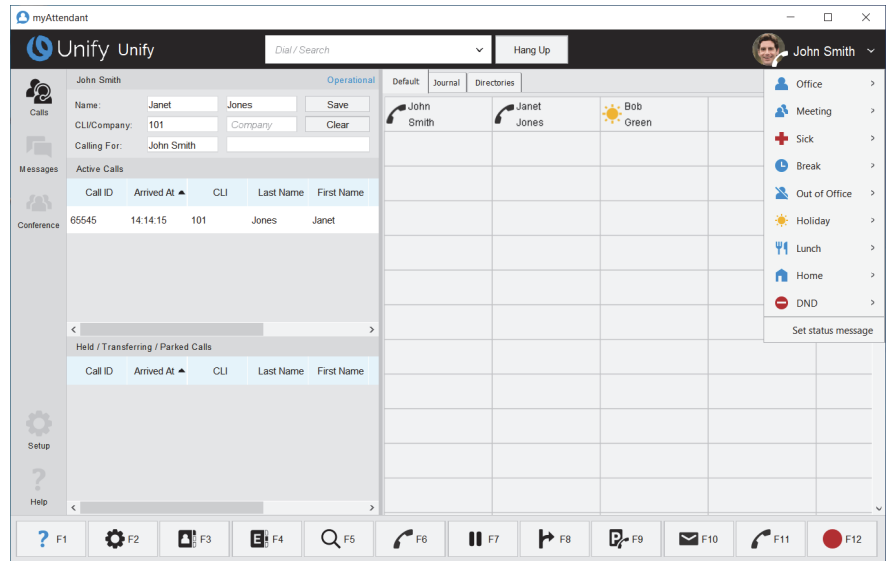 myAttendant
Unify Unify
Dial / Search
Hang Up
John Smith
Calls
Messages
Conference
Setup
Help
John Smith Operational
Name: Janet Jones Save
CLI/Company: 101 Company Clear
Calling For: John Smith
Active Calls
Call ID Arrived At CLI Last Name First Name
65545 14:14:15 101 Jones Janet
Held / Transferring / Parked Calls
Call ID Arrived At CLI Last Name First Name
Default Journal Directories
John
Smith
Janet
Jones
Bob
Green
Office
Meeting
Sick
Break
Out of Office
Holiday
Lunch
Home
DND
Set status message
? F1 F2 F3 E F4 F5 F6 F7 F8 P F9 F10 F11 F12